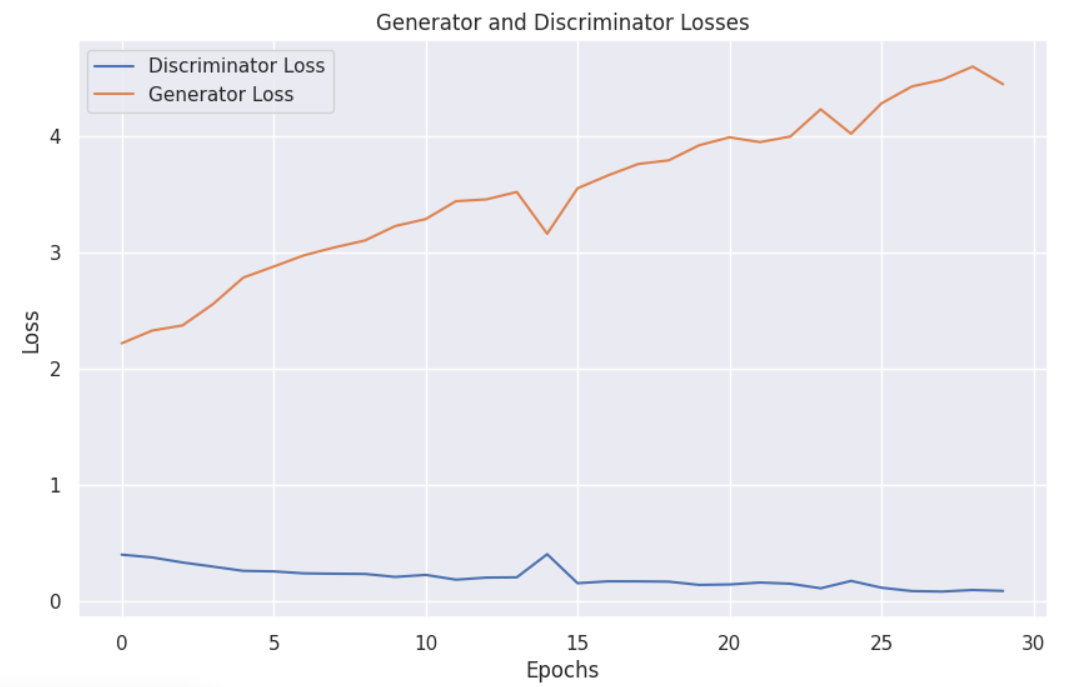 Generator and Discriminator Losses
Discriminator Loss
Generator Loss
4
3
2
1
0
Loss
0 5 10 15 20 25 30
Epochs